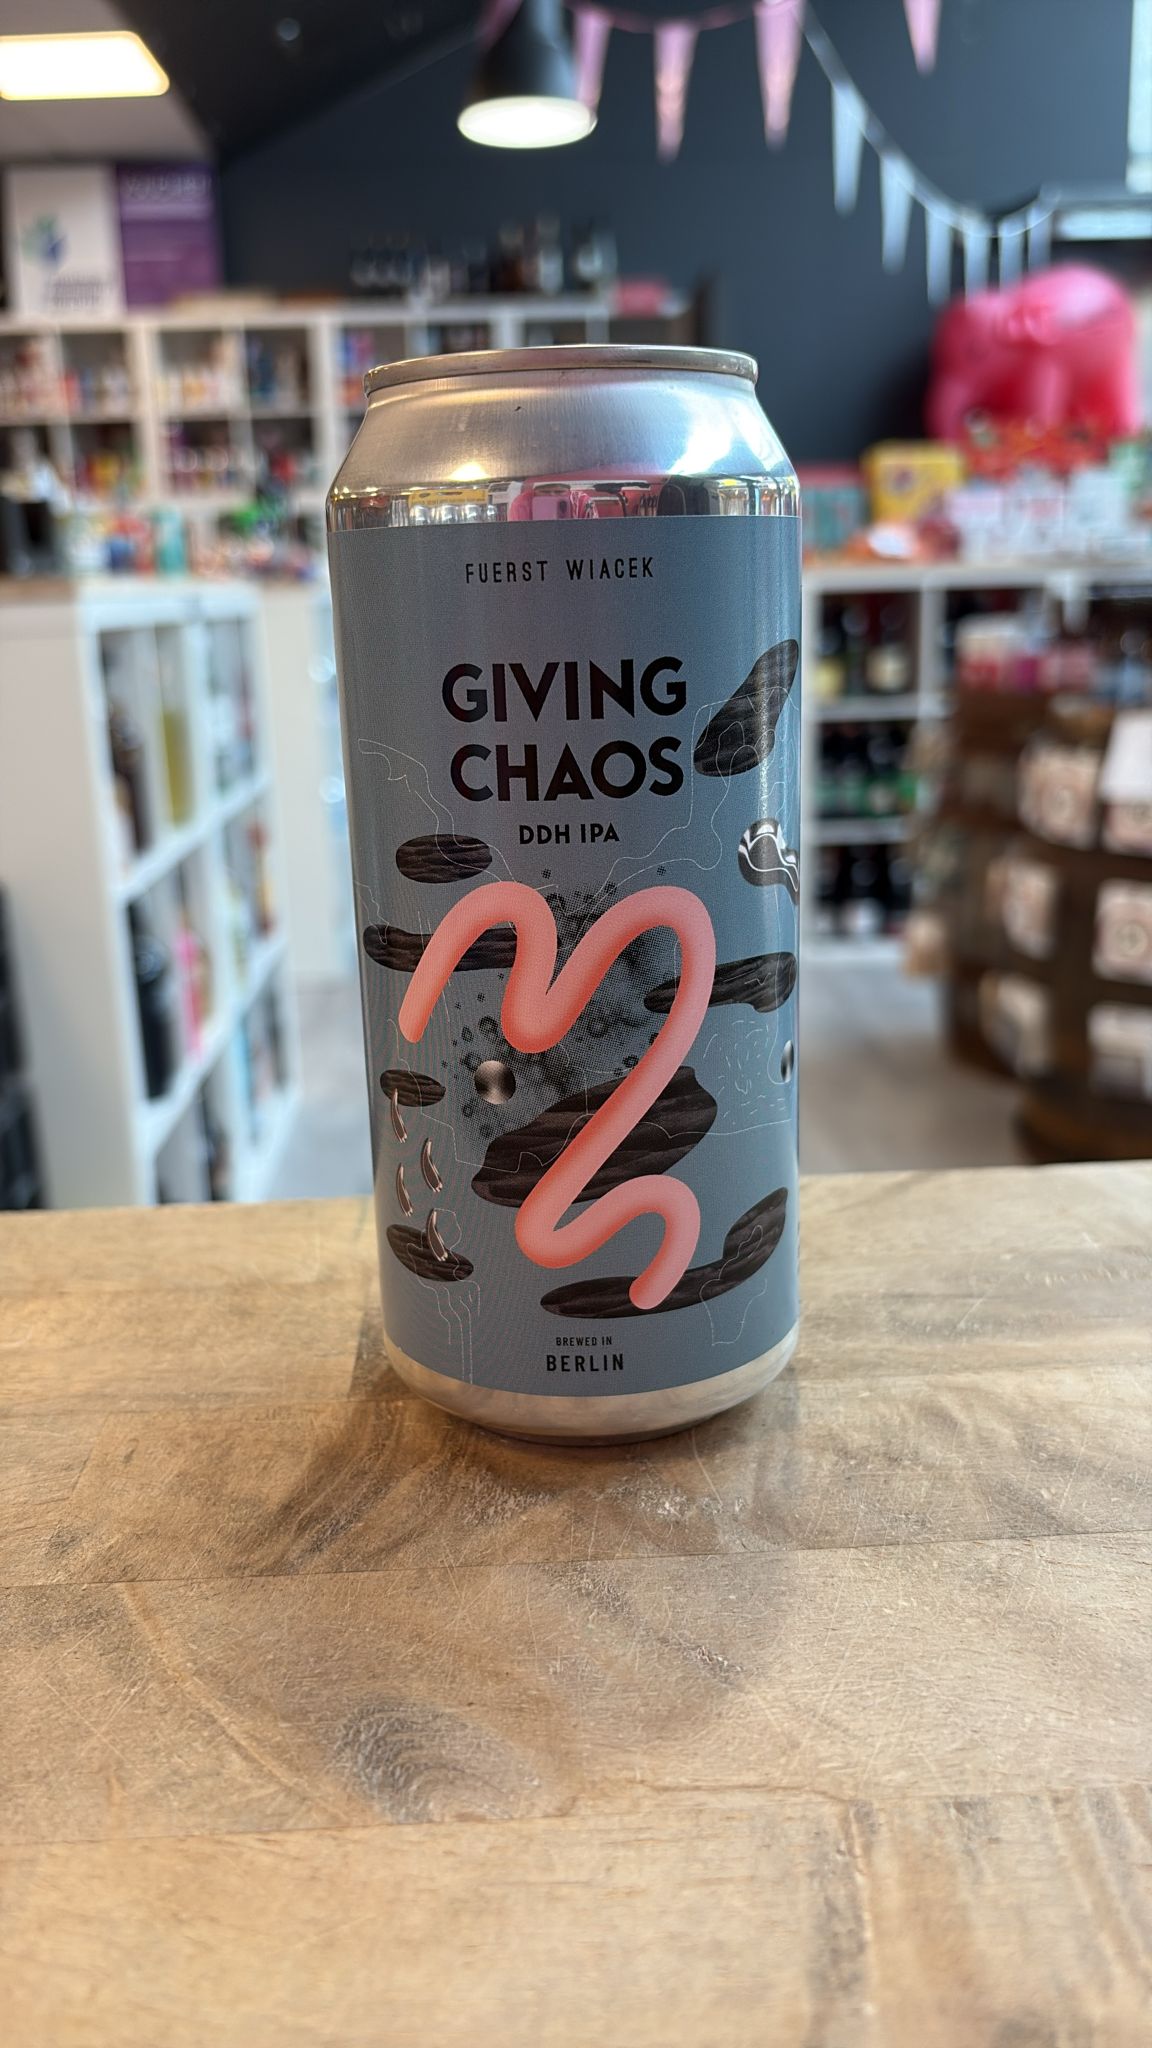 FUERST WIACEK
GIVING
CHAOS
DDH IPA
BREWED IN
BERLIN